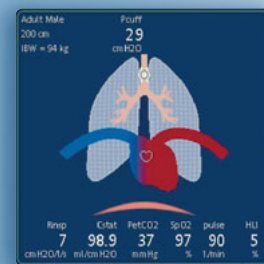 Adult Male Pcuff
200 cm 29
IBW = 94 kg cmH2O
Rinsp Cstat PetCO2 SpO2 pulse HLI
7 98.9 37 97 90 5
cmH2O/l/s ml/cmH2O mmHg % 1/min %